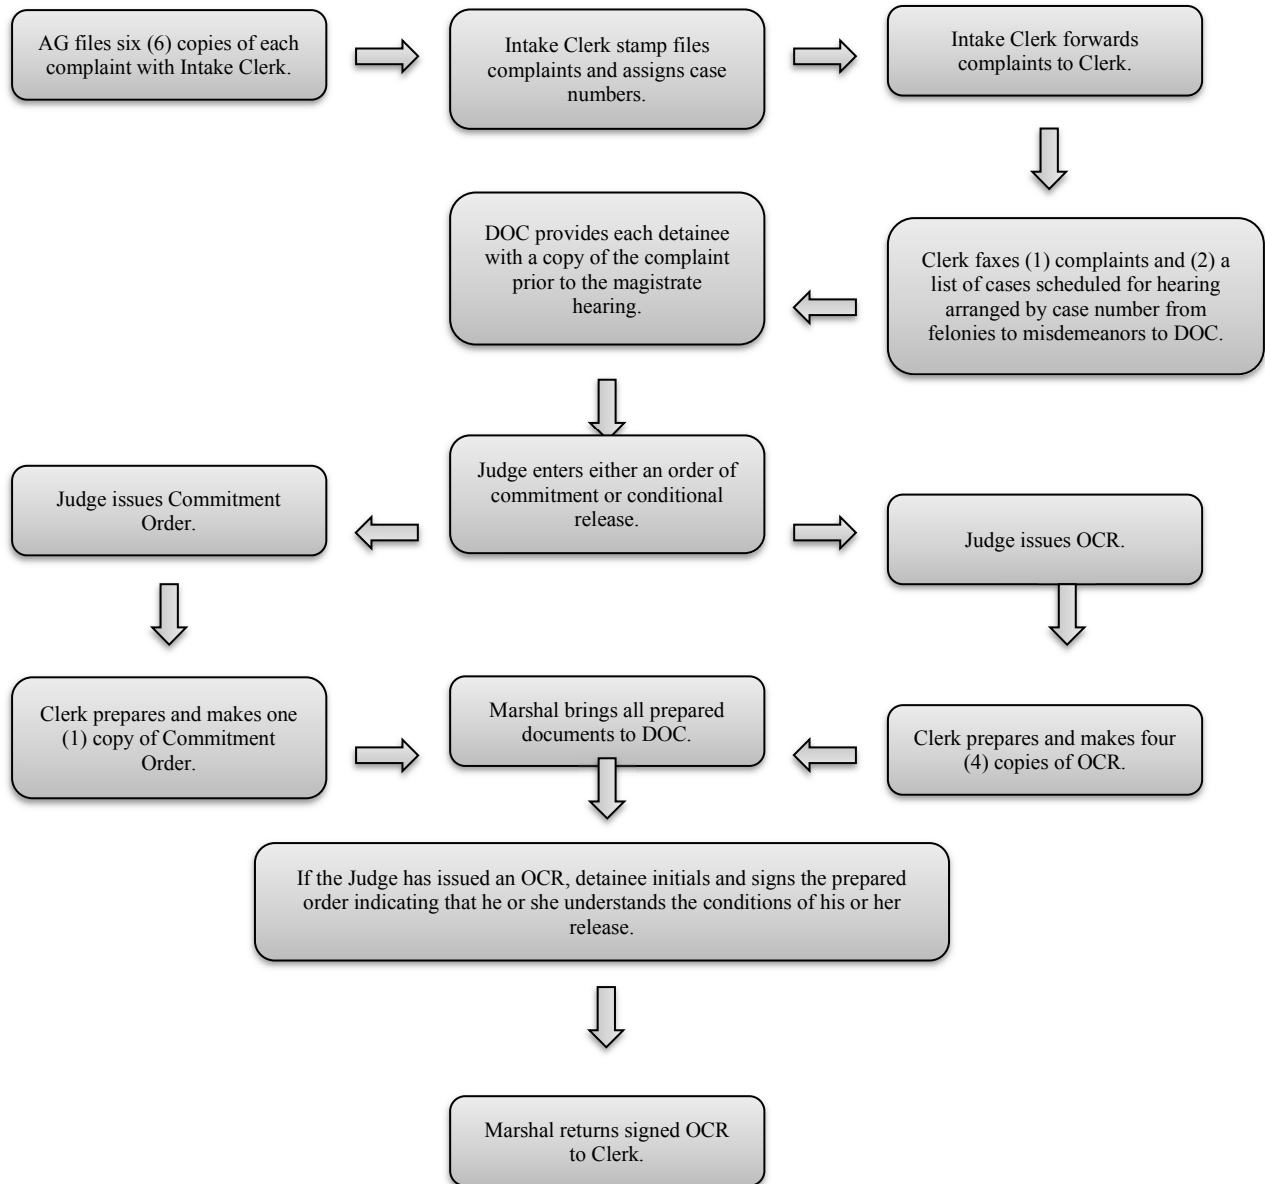 AG files six (6) copies of each
complaint with Intake Clerk.
Intake Clerk stamp files
complaints and assigns case
numbers.
Intake Clerk forwards
complaints to Clerk.
Clerk faxes (1) complaints and (2) a
list of cases scheduled for hearing
arranged by case number from
felonies to misdemeanors to DOC.
DOC provides each detainee
with a copy of the complaint
prior to the magistrate
hearing.
Judge enters either an order of
commitment or conditional
release.
Judge issues Commitment
Order.
Judge issues OCR.
Clerk prepares and makes one
(1) copy of Commitment
Order.
Marshal brings all prepared
documents to DOC.
Clerk prepares and makes four
(4) copies of OCR.
If the Judge has issued an OCR, detainee initials and signs the prepared
order indicating that he or she understands the conditions of his or her
release.
Marshal returns signed OCR
to Clerk.